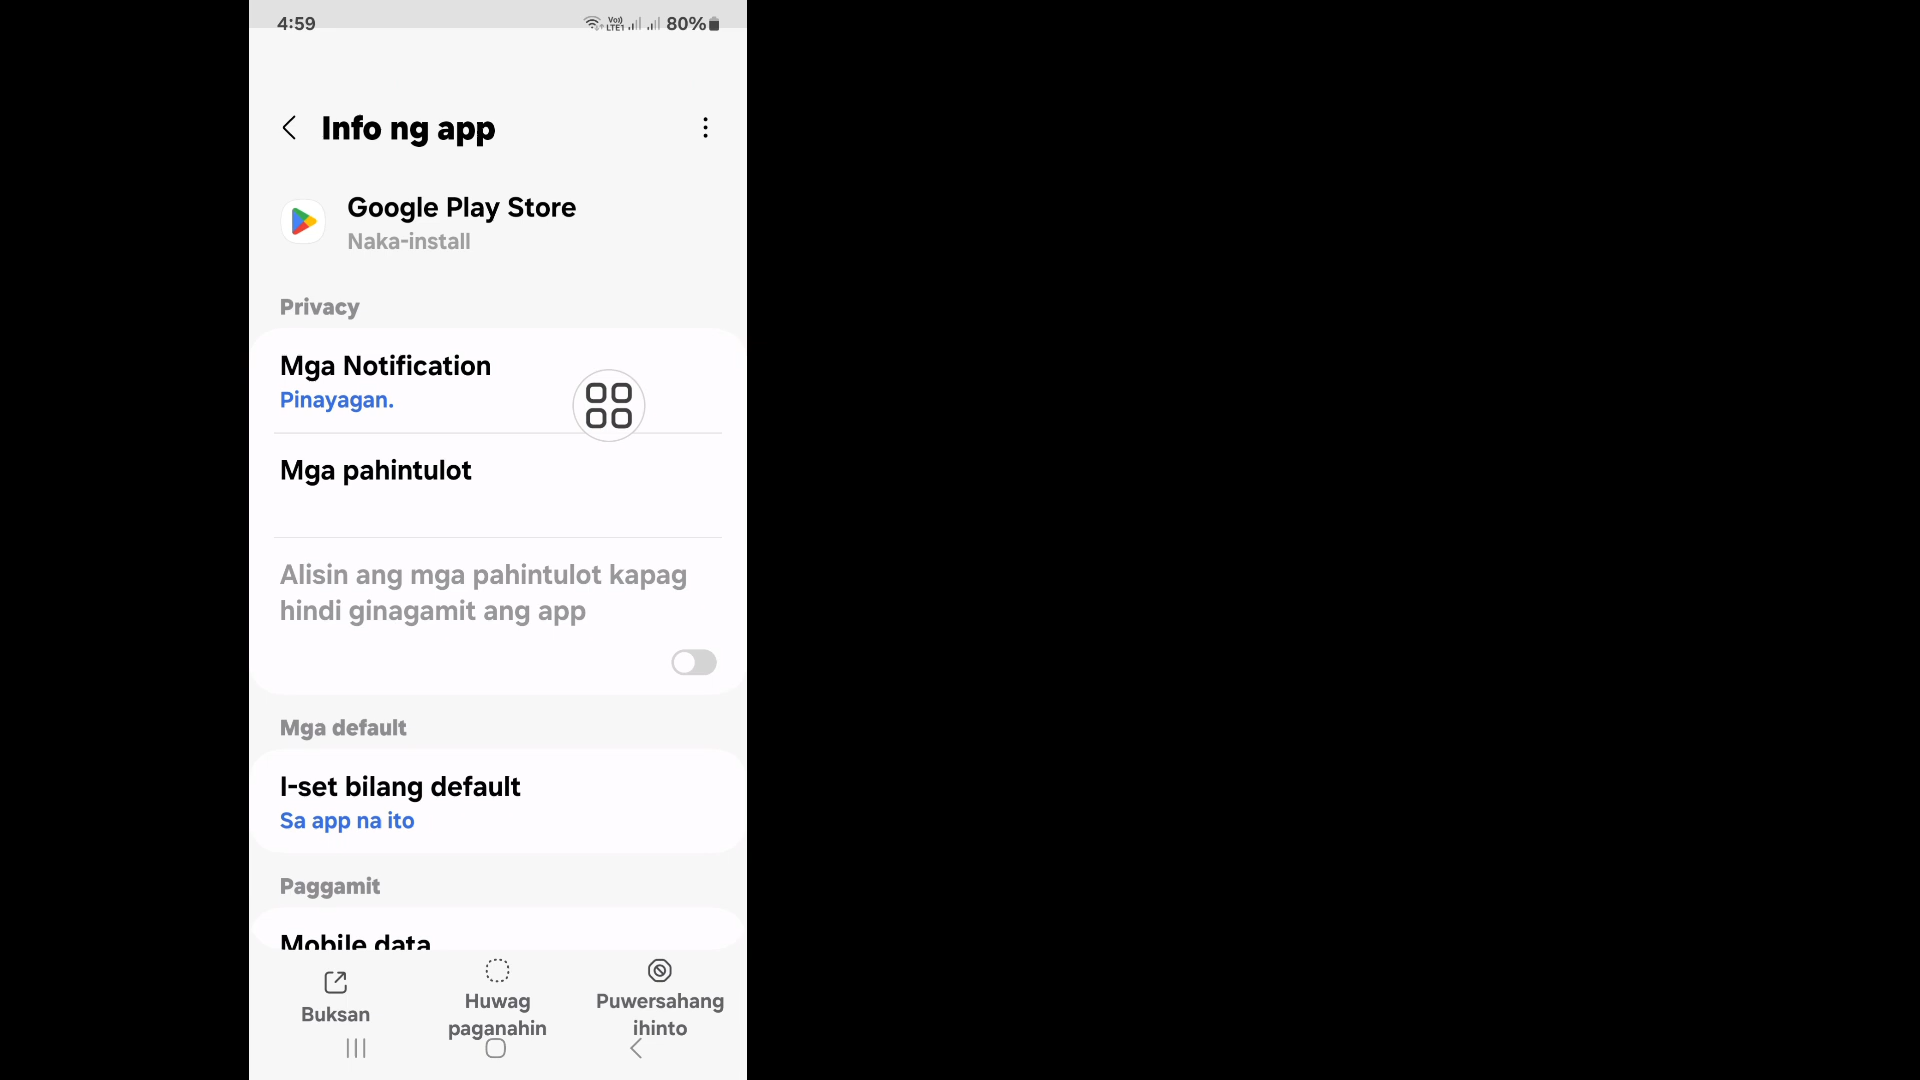 4:59
Vo)) LTE1 80%
Info ng app
Google Play Store
Naka-install
Privacy
Mga Notification
Pinayagan.
Mga pahintulot
Alisin ang mga pahintulot kapag
hindi ginagamit ang app
Mga default
I-set bilang default
Sa app na ito
Paggamit
Mobile data
Buksan
Huwag
paganahin
Puwersahang
ihinto